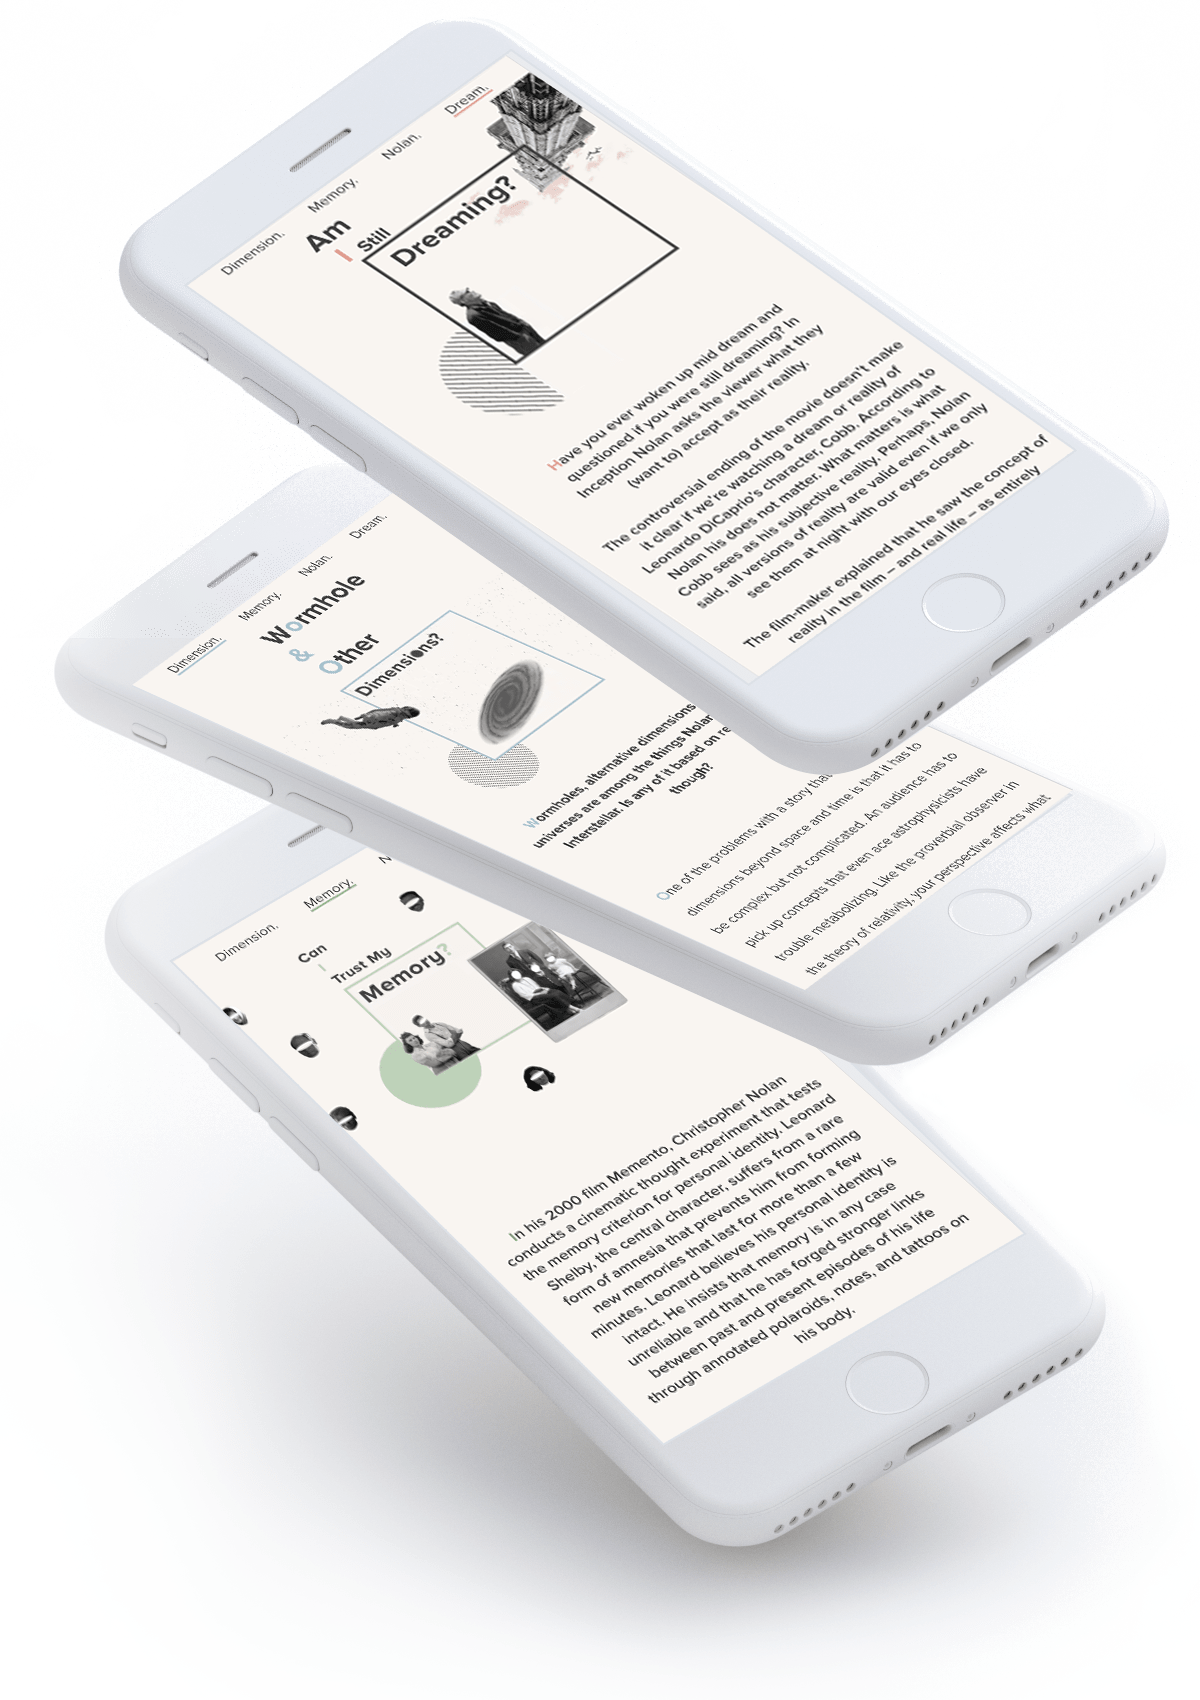 Dimension.
Memory.
Nolan.
Dream.
Am
I Still
Dreaming?
Have you ever woken up mid dream and
questioned if you were still dreaming? In
Inception Nolan asks the viewer what they
(want to) accept as their reality.
The controversial ending of the movie doesn't make
it clear if we're watching a dream or reality of
Leonardo DiCaprio's character, Cobb. According to
Nolan his does not matter. What matters is what
Cobb sees as his subjective reality. Perhaps, Nolan
said, all versions of reality are valid even if we only
see them at night with our eyes closed.
The film-maker explained that he saw the concept of
reality in the film – and real life – as entirely
Dimension.
Memory.
Nolan.
Dream.
Wormhole
&
Other
Dimensions?
Wormholes, alternative dimensions
universes are among the things Nolan
Interstellar. Is any of it based on
though?
One of the problems with a story that
dimensions beyond space and time is that it has to
be complex but not complicated. An audience has to
pick up concepts that even ace astrophysicists have
trouble metabolizing. Like the proverbial observer in
the theory of relativity, your perspective affects what
Dimension.
Memory.
Can
I
Trust My
Memory?
In his 2000 film Memento, Christopher Nolan
conducts a cinematic thought experiment that tests
the memory criterion for personal identity. Leonard
Shelby, the central character, suffers from a rare
form of amnesia that prevents him from forming
new memories that last for more than a few
minutes. Leonard believes his personal identity is
intact. He insists that memory is in any case
unreliable and that he has forged stronger links
between past and present episodes of his life
through annotated polaroids, notes, and tattoos on
his body.